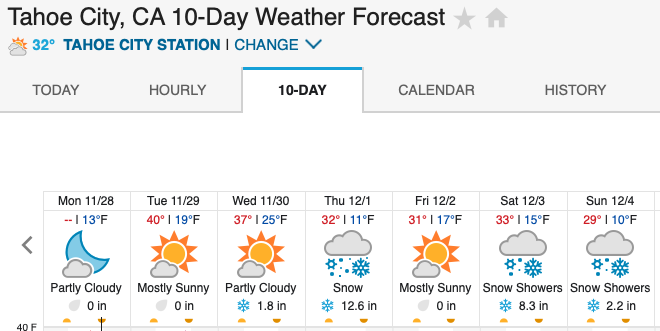 Tahoe City, CA 10-Day Weather Forecast
32° TAHOE CITY STATION | CHANGE
TODAY HOURLY 10-DAY CALENDAR HISTORY
Mon 11/28 Tue 11/29 Wed 11/30 Thu 12/1 Fri 12/2 Sat 12/3 Sun 12/4
-- | 13°F 40° | 19°F 37° | 25°F 32° | 11°F 31° | 17°F 33° | 15°F 29° | 10°F
Partly Cloudy Mostly Sunny Partly Cloudy Snow Mostly Sunny Snow Showers Snow Showers
0 in 0 in 1.8 in 12.6 in 0 in 8.3 in 2.2 in
40 F